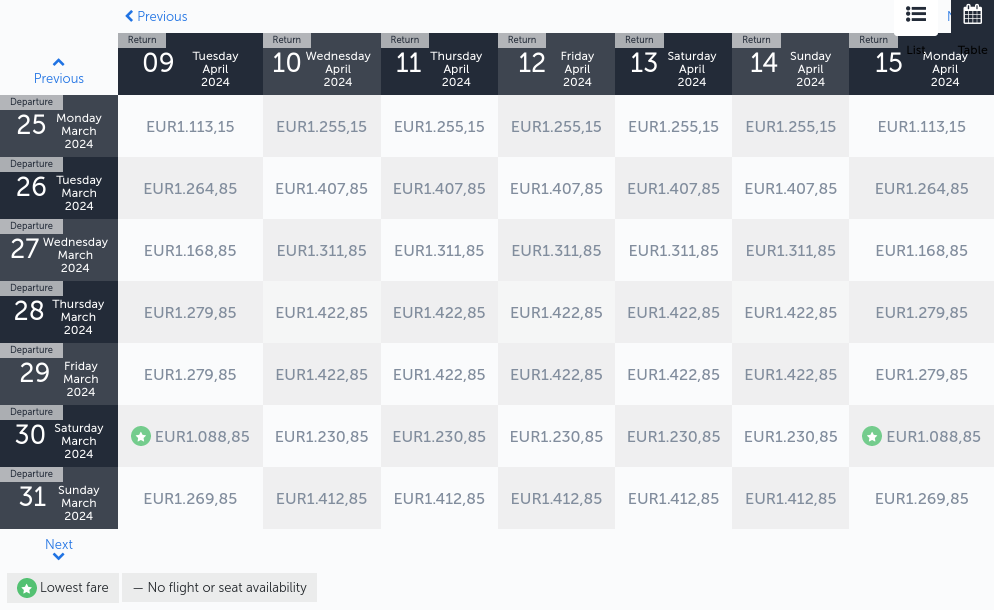 Previous
N
List
Table
Return
09 Tuesday April 2024
Return
10 Wednesday April 2024
Return
11 Thursday April 2024
Return
12 Friday April 2024
Return
13 Saturday April 2024
Return
14 Sunday April 2024
Return
15 Monday April 2024
Previous
Departure
25 Monday March 2024
EUR1.113,15 EUR1.255,15 EUR1.255,15 EUR1.255,15 EUR1.255,15 EUR1.255,15 EUR1.113,15
Departure
26 Tuesday March 2024
EUR1.264,85 EUR1.407,85 EUR1.407,85 EUR1.407,85 EUR1.407,85 EUR1.407,85 EUR1.264,85
Departure
27 Wednesday March 2024
EUR1.168,85 EUR1.311,85 EUR1.311,85 EUR1.311,85 EUR1.311,85 EUR1.311,85 EUR1.168,85
Departure
28 Thursday March 2024
EUR1.279,85 EUR1.422,85 EUR1.422,85 EUR1.422,85 EUR1.422,85 EUR1.422,85 EUR1.279,85
Departure
29 Friday March 2024
EUR1.279,85 EUR1.422,85 EUR1.422,85 EUR1.422,85 EUR1.422,85 EUR1.422,85 EUR1.279,85
Departure
30 Saturday March 2024
EUR1.088,85 EUR1.230,85 EUR1.230,85 EUR1.230,85 EUR1.230,85 EUR1.230,85 EUR1.088,85
Departure
31 Sunday March 2024
EUR1.269,85 EUR1.412,85 EUR1.412,85 EUR1.412,85 EUR1.412,85 EUR1.412,85 EUR1.269,85
Next
Lowest fare
— No flight or seat availability